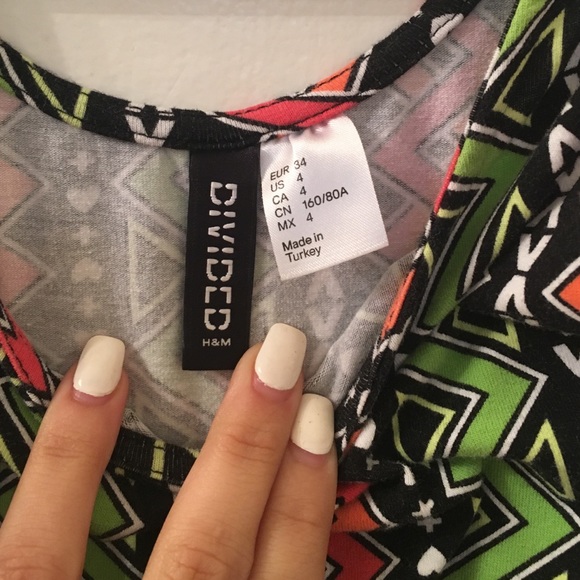 DIVIDED
H&M
EUR 34
US 4
CA 4
CN 160/80A
MX 4
Made in
Turkey